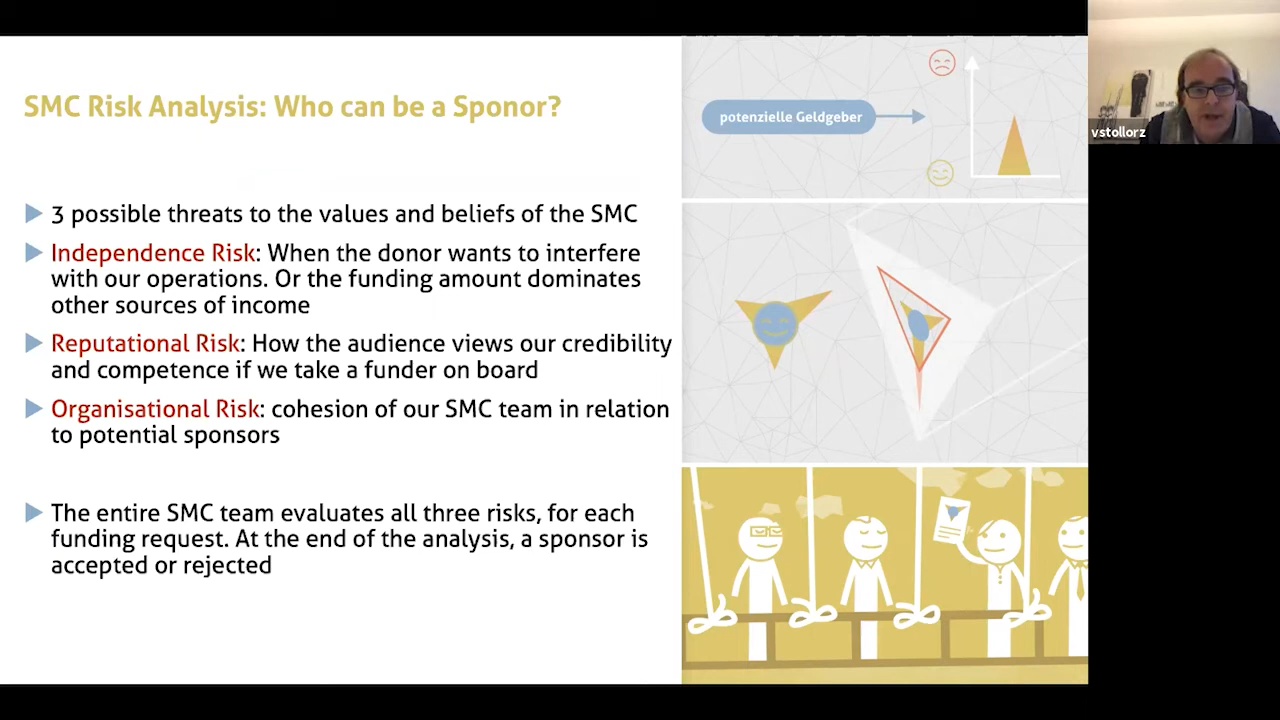 SMC Risk Analysis: Who can be a Sponor?
3 possible threats to the values and beliefs of the SMC
Independence Risk: When the donor wants to interfere
with our operations. Or the funding amount dominates
other sources of income
Reputational Risk: How the audience views our credibility
and competence if we take a funder on board
Organisational Risk: cohesion of our SMC team in relation
to potential sponsors
The entire SMC team evaluates all three risks, for each
funding request. At the end of the analysis, a sponsor is
accepted or rejected
potenzielle Geldgeber
vstollorz